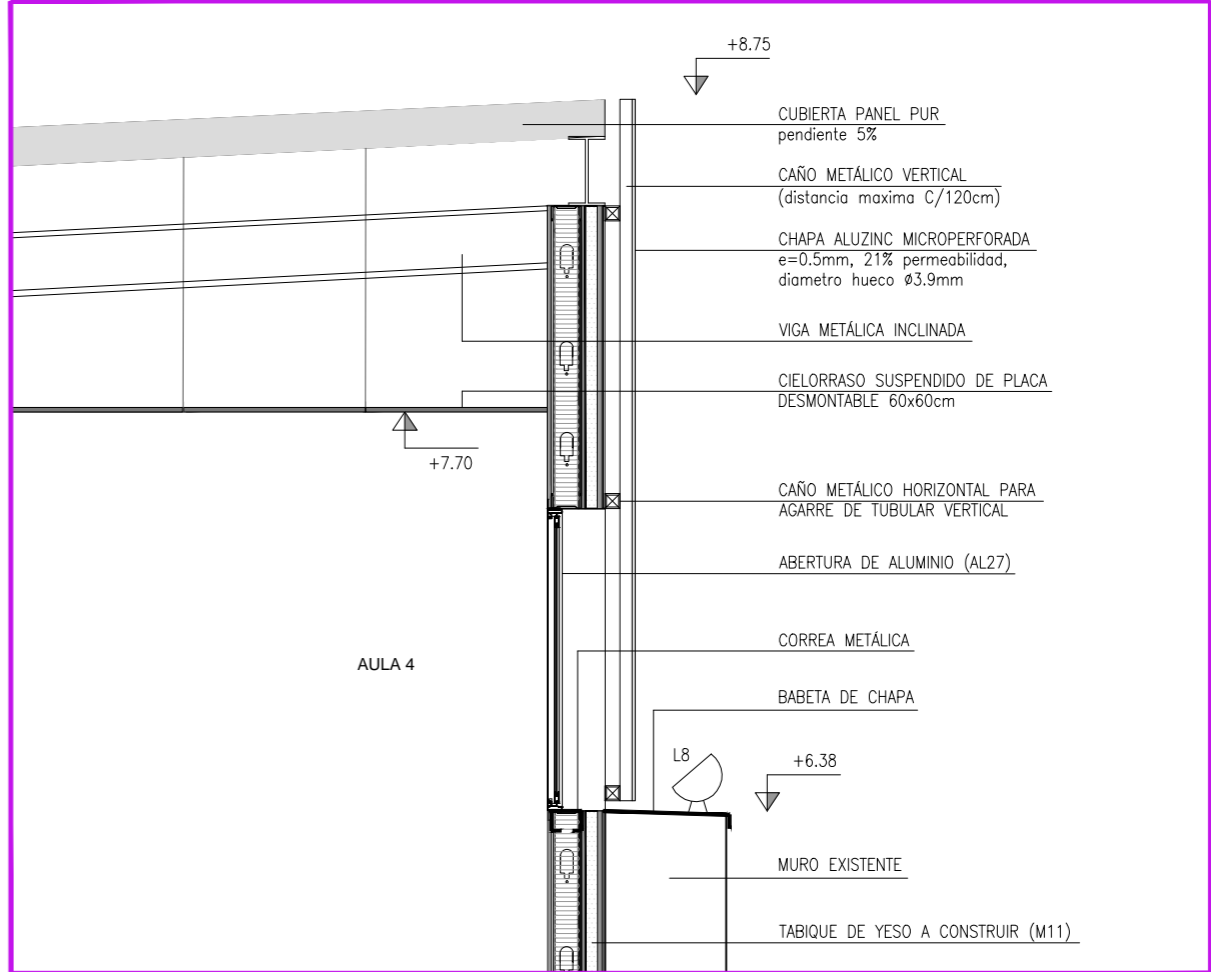 +8.75
CUBIERTA PANEL PUR
pendiente 5%
CAÑO METÁLICO VERTICAL
(distancia maxima C/120cm)
CHAPA ALUZINC MICROPERFORADA
e=0.5mm, 21% permeabilidad,
diametro hueco Ø3.9mm
VIGA METÁLICA INCLINADA
CIELORRASO SUSPENDIDO DE PLACA
DESMONTABLE 60x60cm
+7.70
CAÑO METÁLICO HORIZONTAL PARA
AGARRE DE TUBULAR VERTICAL
ABERTURA DE ALUMINIO (AL27)
CORREA METÁLICA
AULA 4
BABETA DE CHAPA
L8
+6.38
MURO EXISTENTE
TABIQUE DE YESO A CONSTRUIR (M11)